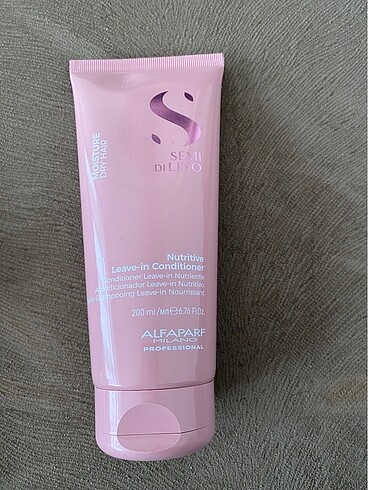 MOISTURE
DRY HAIR
SEMI
DI LINO
Nutritive
Leave-in Conditioner
Conditioner Leave-in Nutriente
Acondicionador Leave-in Nutritivo
Leave-in Nourrissant
200 ml /мл ℮ 6.76 FL.Oz.
ALFAPARF
MILANO
PROFESSIONAL